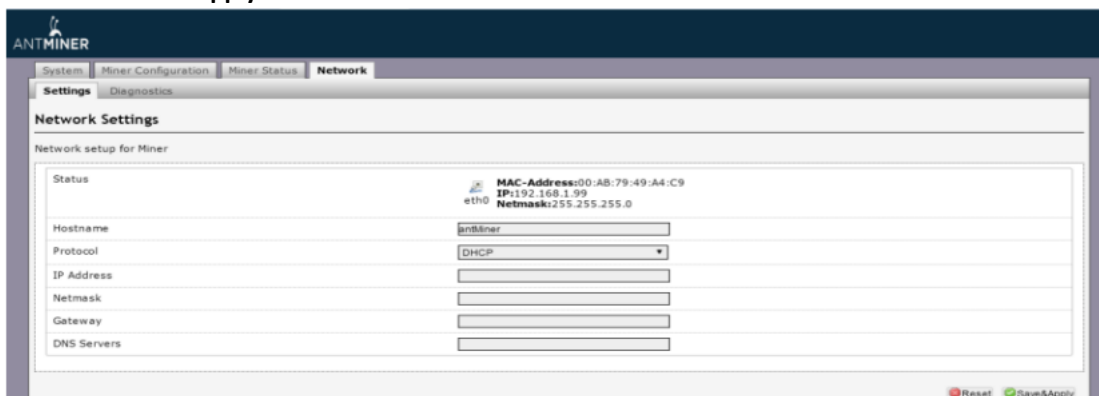 ANTMINER
System Miner Configuration Miner Status Network
Settings Diagnostics
Network Settings
Network setup for Miner
Status
MAC-Address:00:AB:79:49:A4:C9
IP:192.168.1.99
eth0 Netmask:255.255.255.0
Hostname antMiner
Protocol DHCP
IP Address
Netmask
Gateway
DNS Servers
Reset Save&Apply